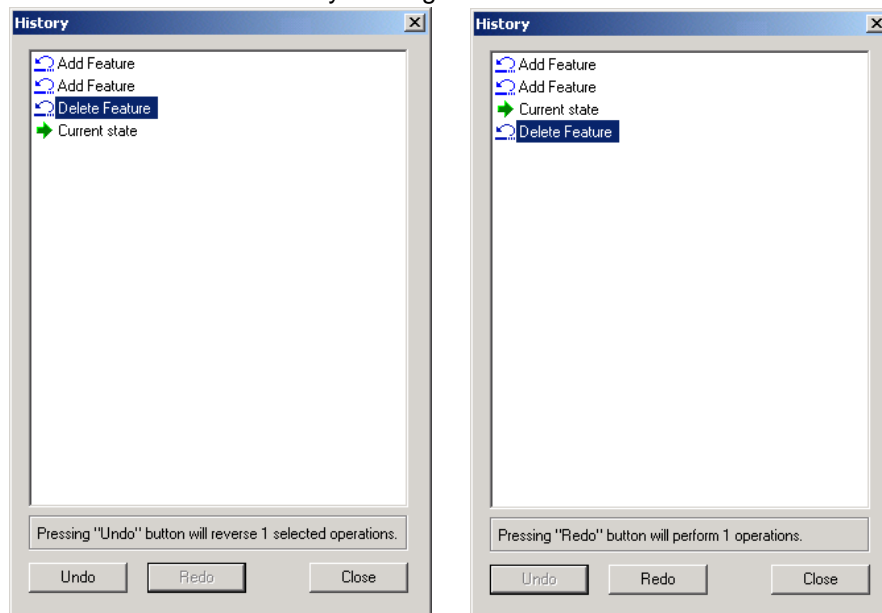 History
Add Feature
Add Feature
Delete Feature
Current state
Pressing "Undo" button will reverse 1 selected operations.
Undo Redo Close
History
Add Feature
Add Feature
Current state
Delete Feature
Pressing "Redo" button will perform 1 operations.
Undo Redo Close